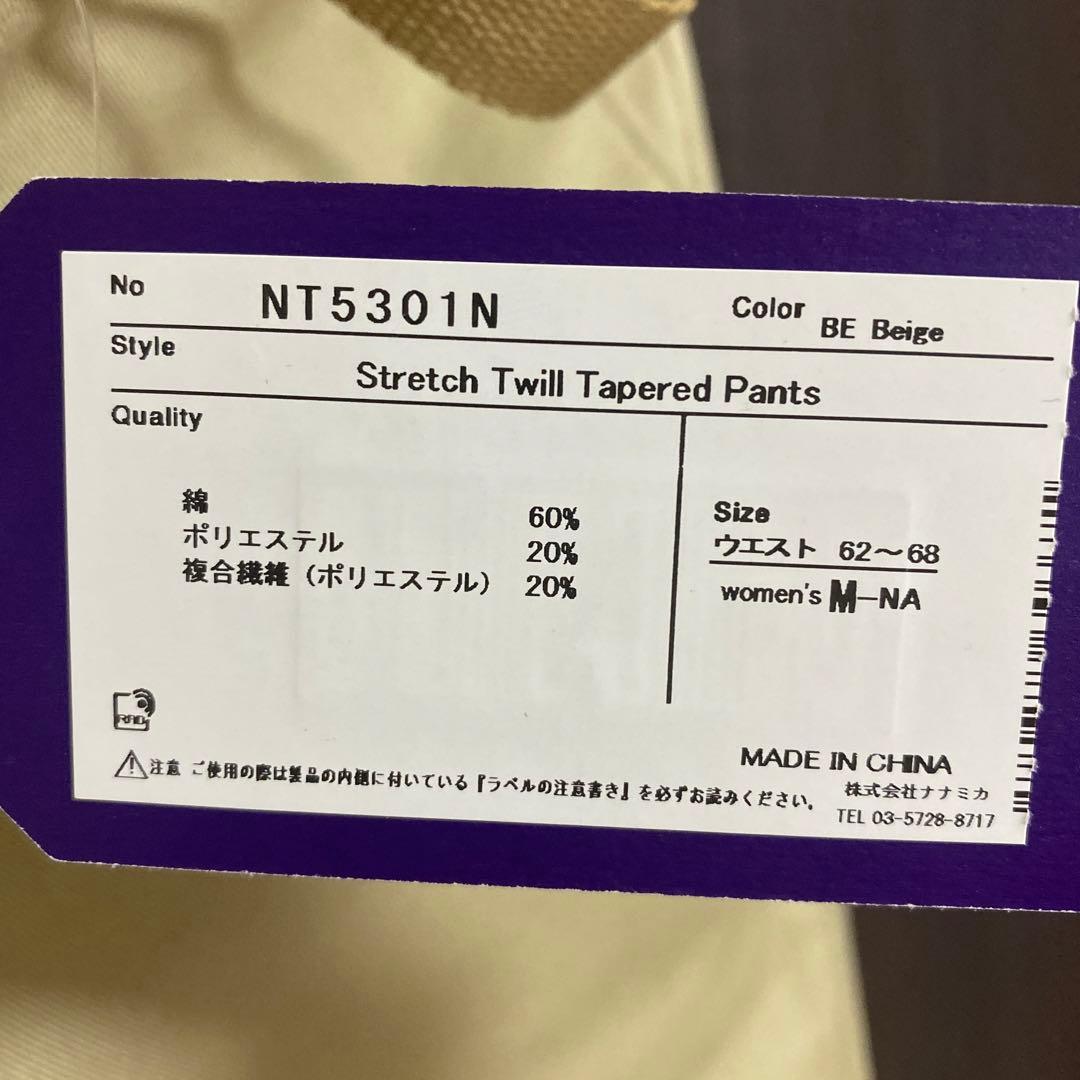 No NT5301N Color BE Beige
Style
Stretch Twill Tapered Pants
Quality
綿 60%
ポリエステル 20%
複合繊維（ポリエステル） 20%
Size
ウエスト 62～68
women's M-NA
RFID
MADE IN CHINA
⚠注意 ご使用の際は製品の内側に付いている『ラベルの注意書き』を必ずお読みください。
株式会社ナナミカ
TEL 03-5728-8717